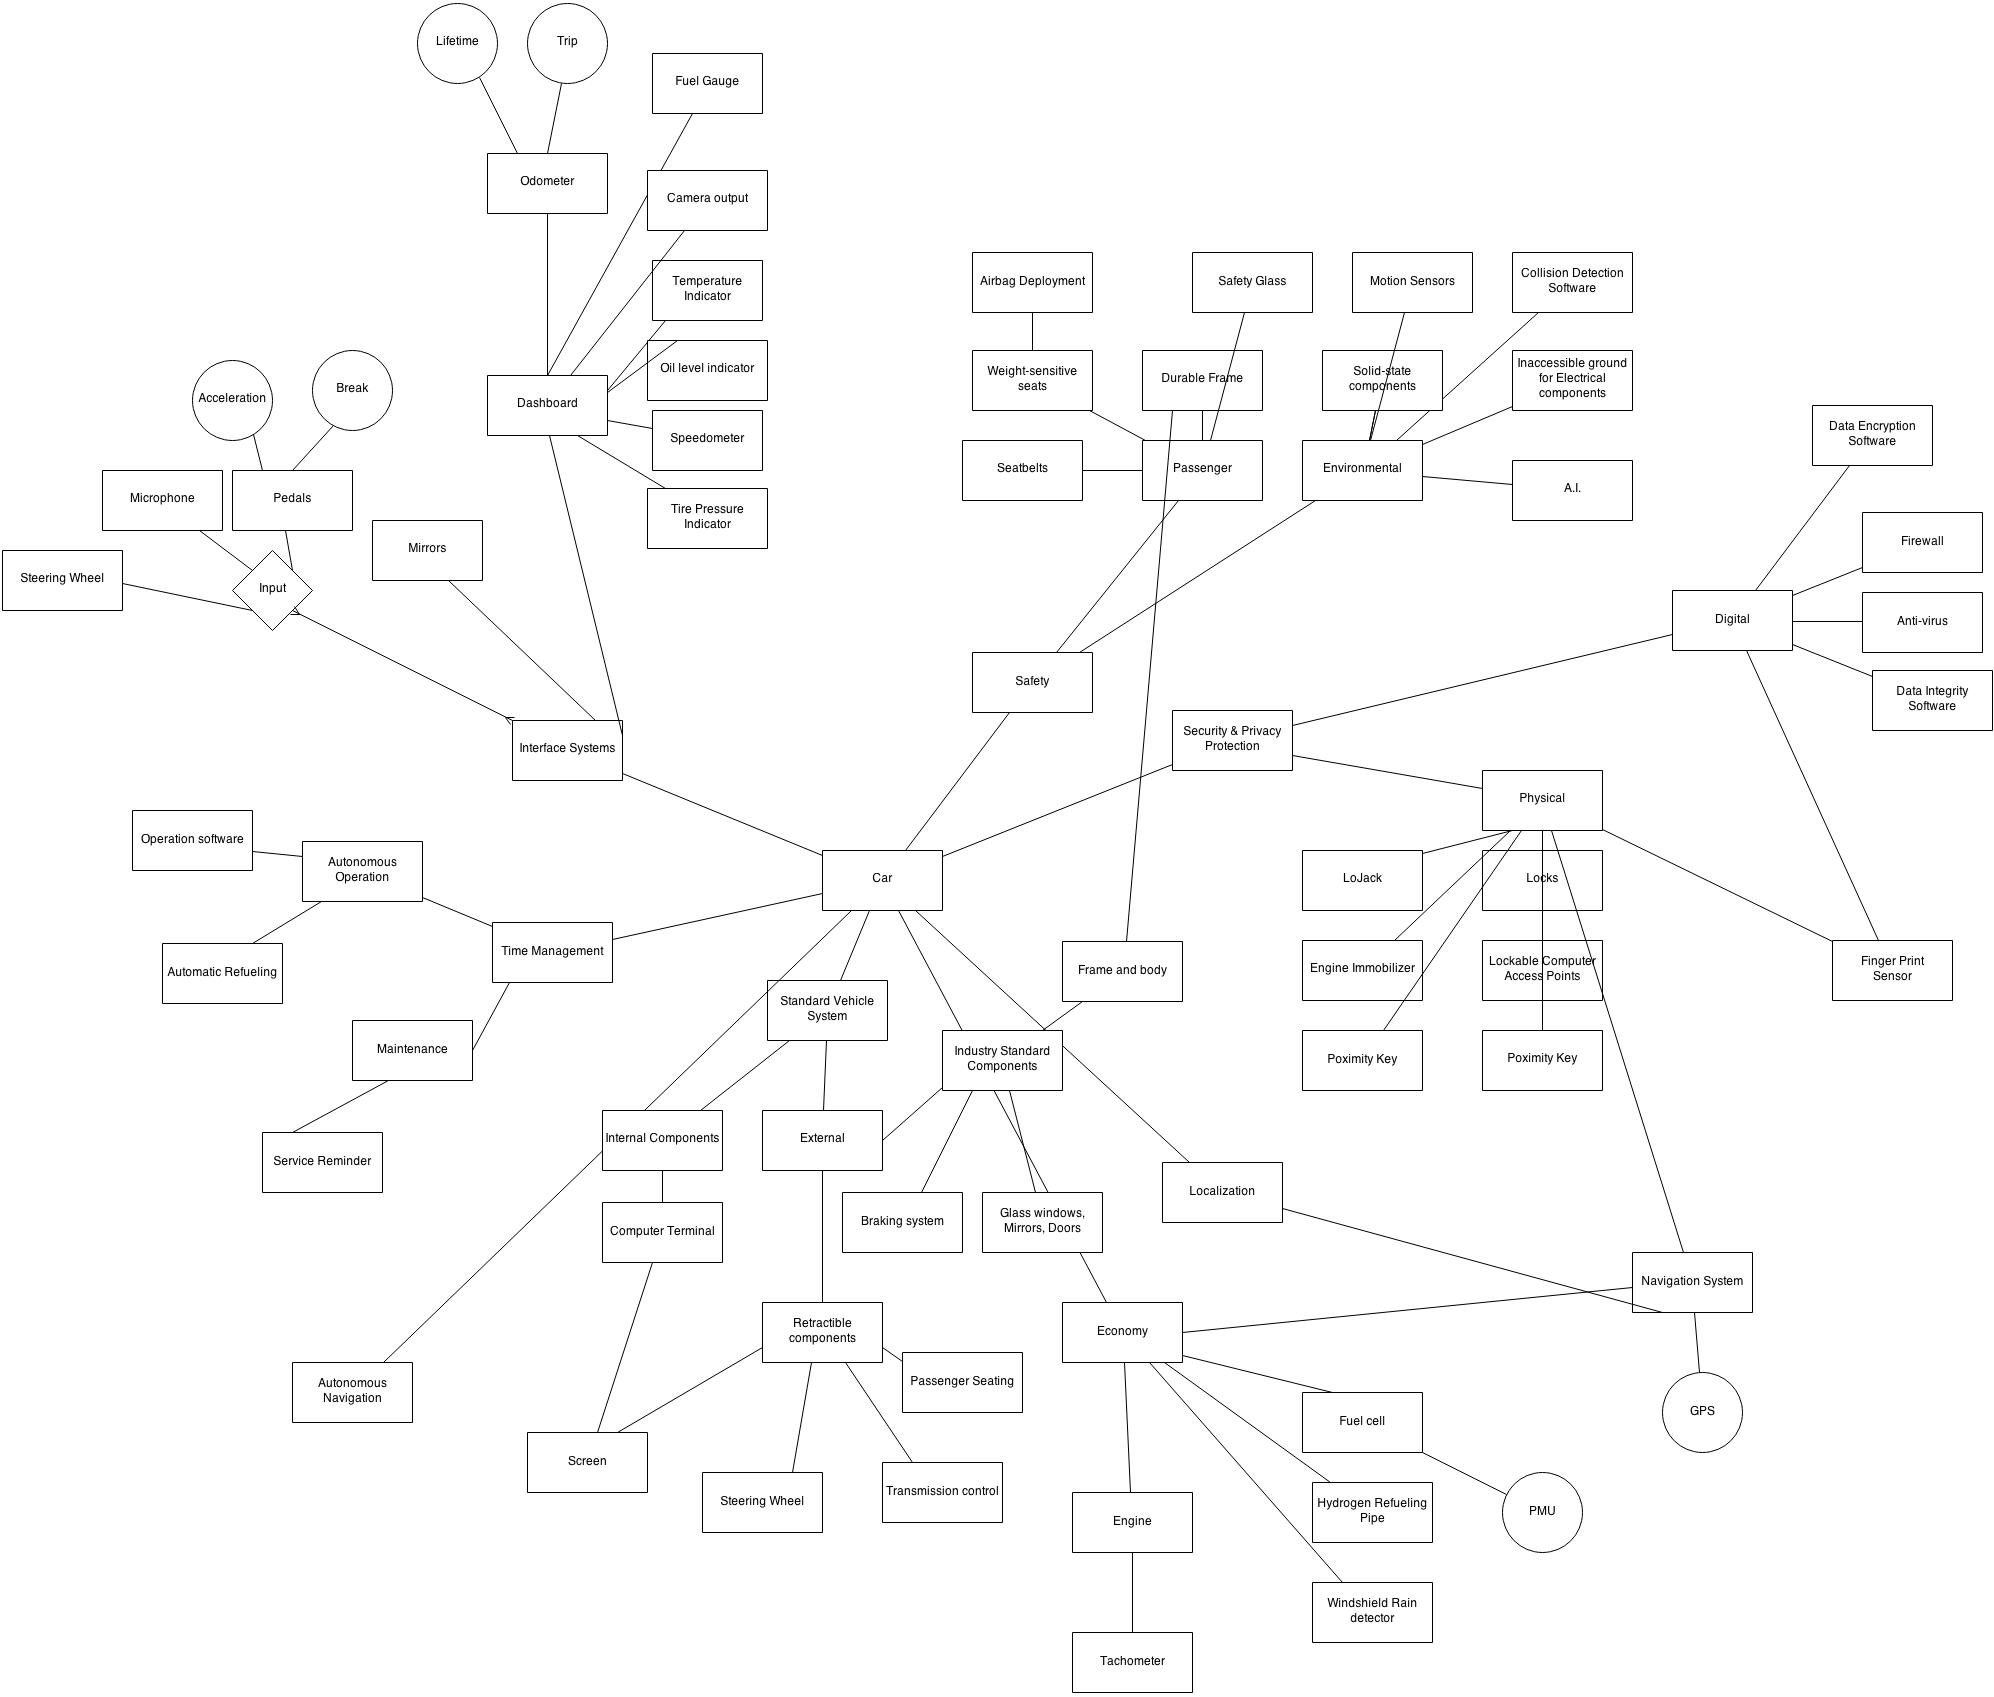 Lifetime
Trip
Fuel Gauge
Odometer
Camera output
Temperature
Indicator
Airbag Deployment
Safety Glass
Motion Sensors
Collision Detection
Software
Oil level indicator
Weight-sensitive
seats
Durable Frame
Solid-state
components
Inaccessible ground
for Electrical
components
Acceleration
Break
Dashboard
Speedometer
Data Encryption
Software
Seatbelts
Passenger
Environmental
A.I.
Microphone
Pedals
Tire Pressure
Indicator
Mirrors
Firewall
Steering Wheel
Input
Digital
Anti-virus
Safety
Data Integrity
Software
Interface Systems
Security & Privacy
Protection
Physical
Operation software
Autonomous
Operation
Car
LoJack
Locks
Time Management
Automatic Refueling
Frame and body
Engine Immobilizer
Lockable Computer
Access Points
Finger Print
Sensor
Standard Vehicle
System
Maintenance
Industry Standard
Components
Poximity Key
Poximity Key
Service Reminder
Internal Components
External
Localization
Computer Terminal
Braking system
Glass windows,
Mirrors, Doors
Navigation System
Retractible
components
Economy
Autonomous
Navigation
Passenger Seating
Fuel cell
GPS
Screen
Steering Wheel
Transmission control
Engine
Hydrogen Refueling
Pipe
PMU
Windshield Rain
detector
Tachometer